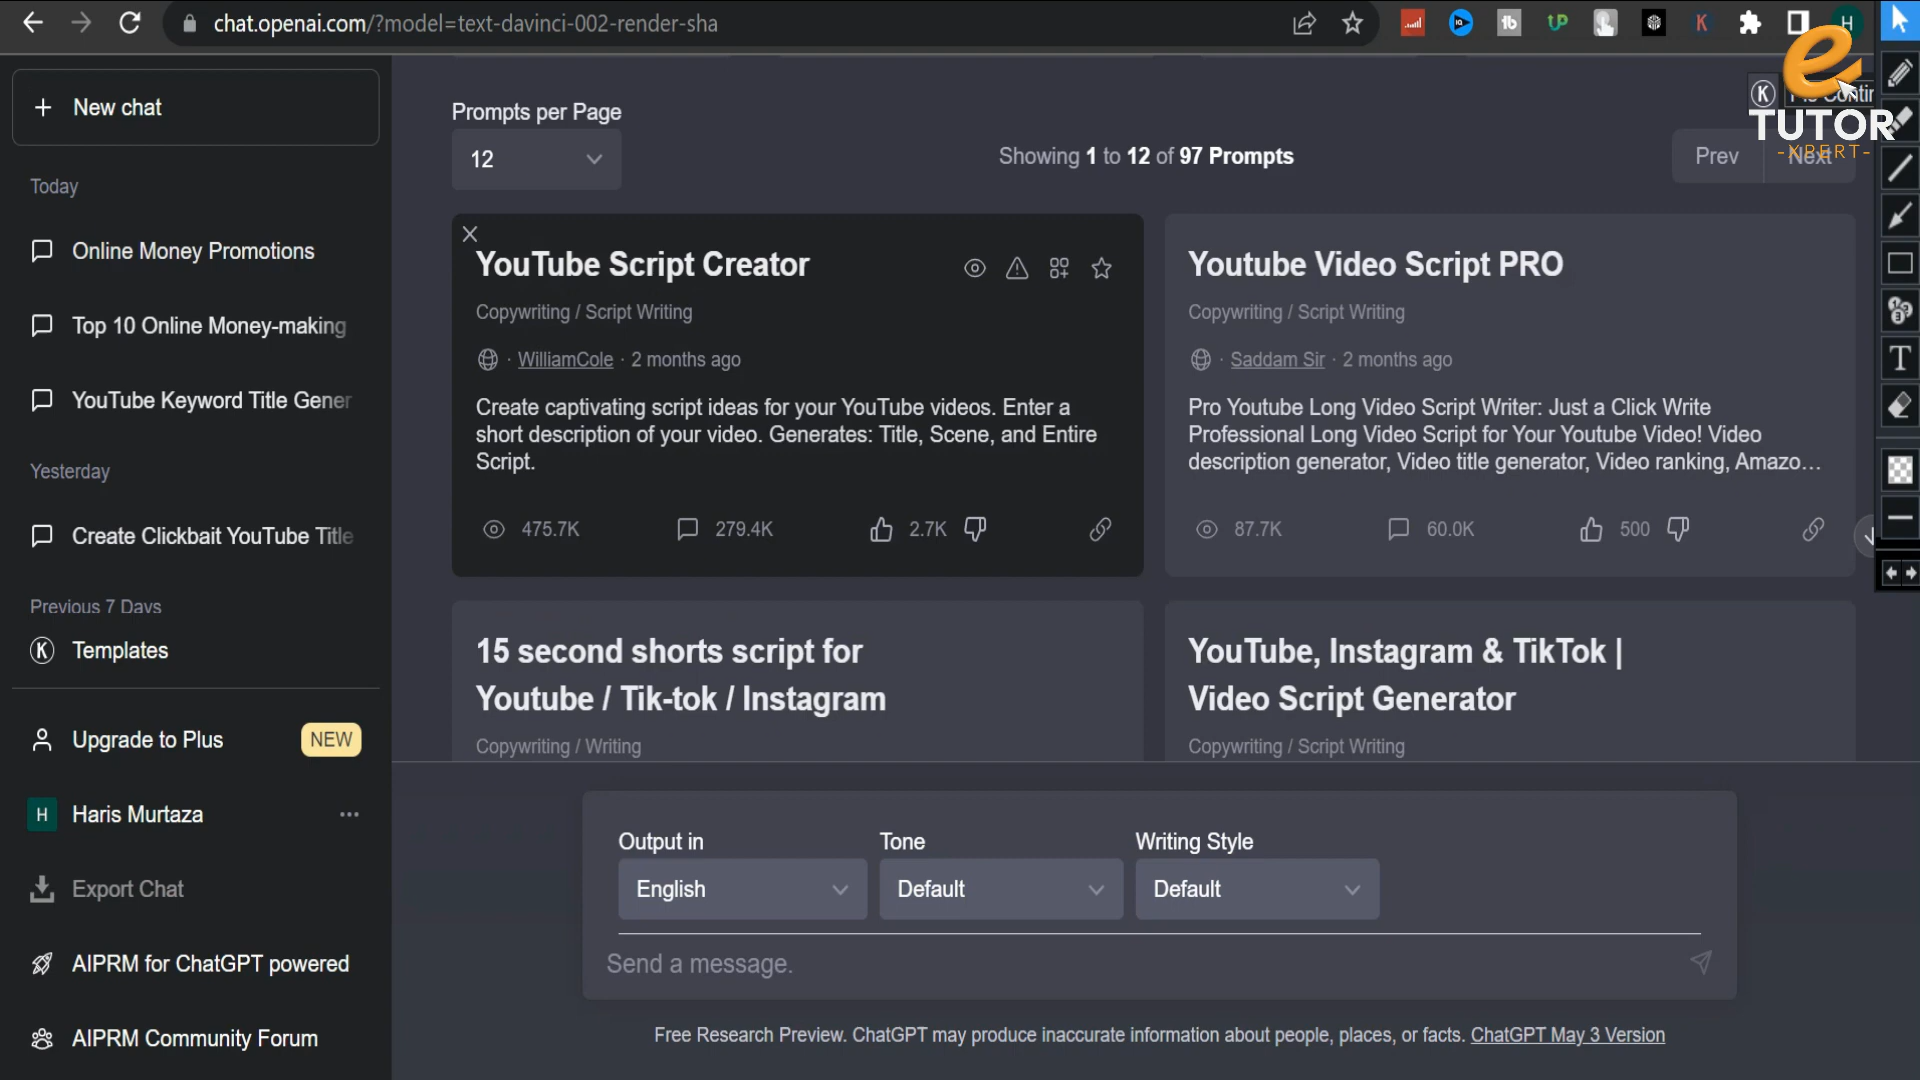 chat.openai.com/?model=text-davinci-002-render-sha
New chat
Today
Online Money Promotions
Top 10 Online Money-making
YouTube Keyword Title Gener
Yesterday
Create Clickbait YouTube Title
Previous 7 Days
Templates
Upgrade to Plus NEW
H Haris Murtaza
Export Chat
AIPRM for ChatGPT powered
AIPRM Community Forum
Prompts per Page
12
Showing 1 to 12 of 97 Prompts
Prev Next
TUTOR
-XPERT-
YouTube Script Creator
Copywriting / Script Writing
· WilliamCole · 2 months ago
Create captivating script ideas for your YouTube videos. Enter a
short description of your video. Generates: Title, Scene, and Entire
Script.
475.7K 279.4K 2.7K
Youtube Video Script PRO
Copywriting / Script Writing
· Saddam Sir · 2 months ago
Pro Youtube Long Video Script Writer: Just a Click Write
Professional Long Video Script for Your Youtube Video! Video
description generator, Video title generator, Video ranking, Amazo…
87.7K 60.0K 500
15 second shorts script for
Youtube / Tik-tok / Instagram
Copywriting / Writing
YouTube, Instagram & TikTok |
Video Script Generator
Copywriting / Script Writing
Output in Tone Writing Style
English Default Default
Send a message.
Free Research Preview. ChatGPT may produce inaccurate information about people, places, or facts. ChatGPT May 3 Version